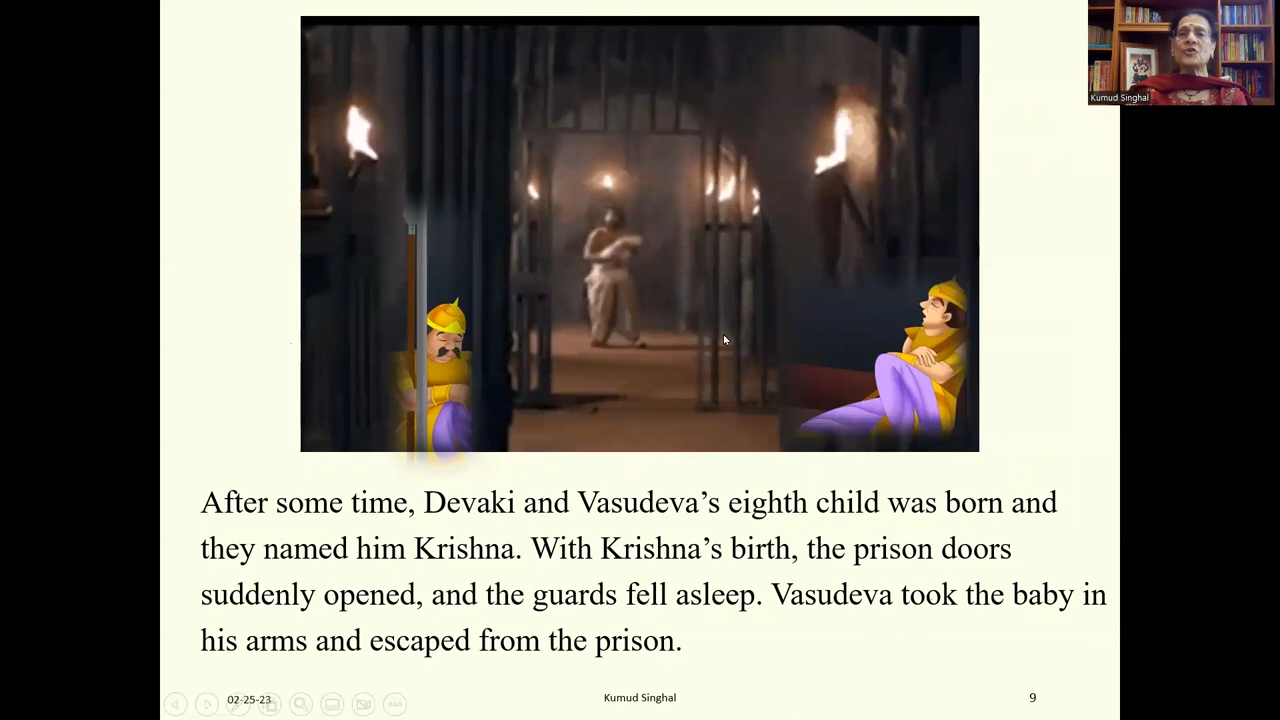 Kumud Singhal
After some time, Devaki and Vasudeva’s eighth child was born and
they named him Krishna. With Krishna’s birth, the prison doors
suddenly opened, and the guards fell asleep. Vasudeva took the baby in
his arms and escaped from the prison.
02-25-23
Kumud Singhal
9